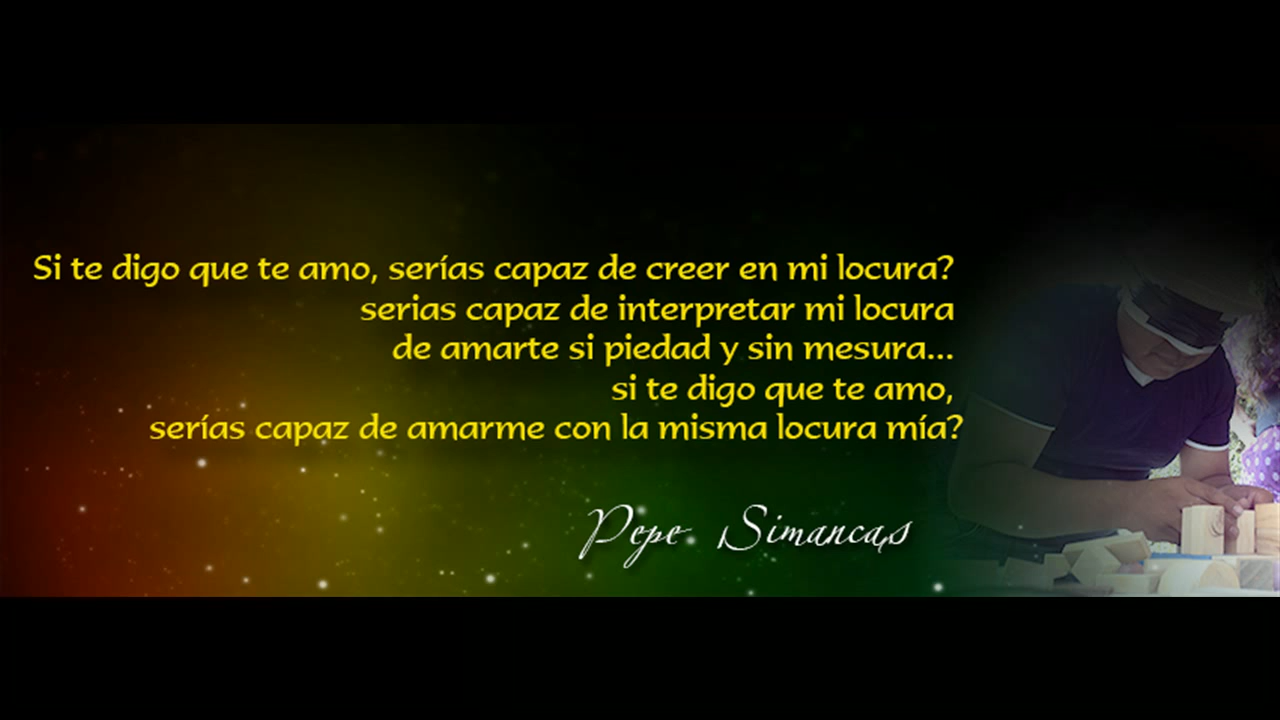 Si te digo que te amo, serías capaz de creer en mi locura?
serias capaz de interpretar mi locura
de amarte si piedad y sin mesura...
si te digo que te amo,
serías capaz de amarme con la misma locura mía?
Pepe Simancas